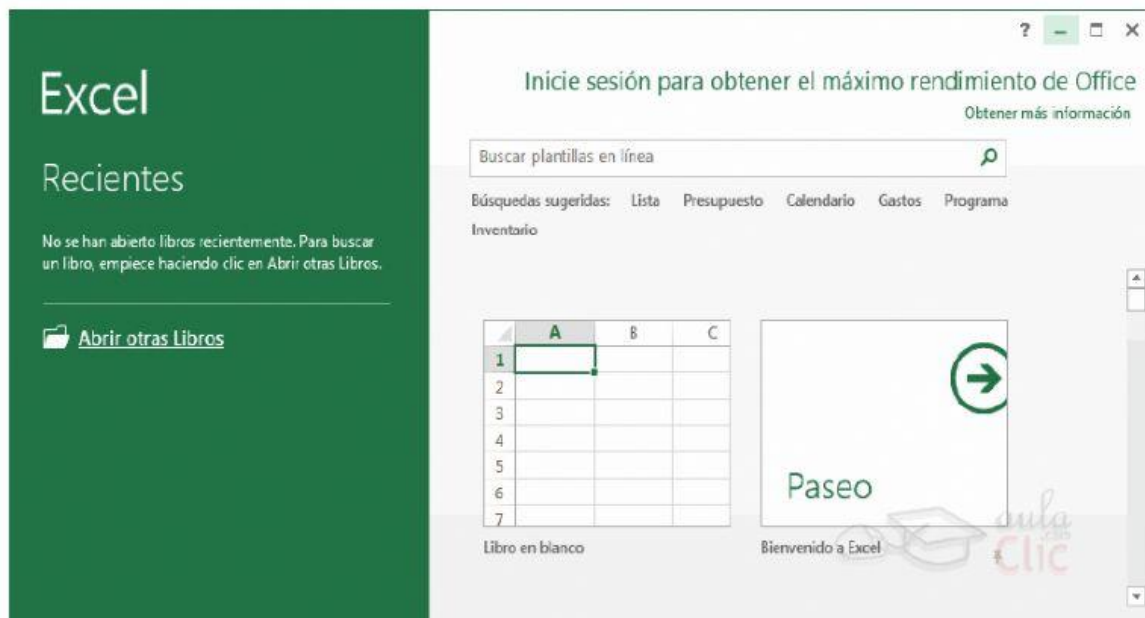 Excel
Recientes
No se han abierto libros recientemente. Para buscar
un libro, empiece haciendo clic en Abrir otras Libros.
Abrir otras Libros
?
Inicie sesión para obtener el máximo rendimiento de Office
Obtener más información
Buscar plantillas en línea
Búsquedas sugeridas: Lista Presupuesto Calendario Gastos Programa
Inventario
A B C
1
2
3
4
5
6
7
Libro en blanco
Paseo
Bienvenido a Excel
aula
Clic